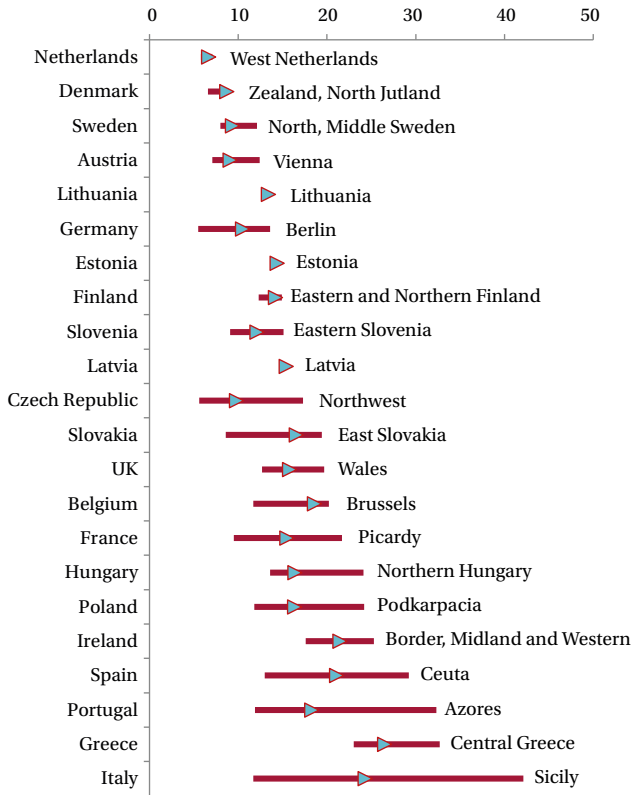 0 10 20 30 40 50
Netherlands West Netherlands
Denmark Zealand, North Jutland
Sweden North, Middle Sweden
Austria Vienna
Lithuania Lithuania
Germany Berlin
Estonia Estonia
Finland Eastern and Northern Finland
Slovenia Eastern Slovenia
Latvia Latvia
Czech Republic Northwest
Slovakia East Slovakia
UK Wales
Belgium Brussels
France Picardy
Hungary Northern Hungary
Poland Podkarpacia
Ireland Border, Midland and Western
Spain Ceuta
Portugal Azores
Greece Central Greece
Italy Sicily